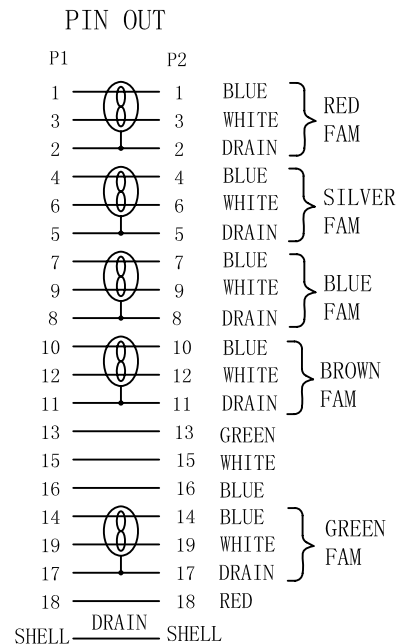 PIN OUT
P1 P2
1 1 BLUE
3 3 WHITE RED FAM
2 2 DRAIN
4 4 BLUE
6 6 WHITE SILVER FAM
5 5 DRAIN
7 7 BLUE
9 9 WHITE BLUE FAM
8 8 DRAIN
10 10 BLUE
12 12 WHITE BROWN FAM
11 11 DRAIN
13 13 GREEN
15 15 WHITE
16 16 BLUE
14 14 BLUE
19 19 WHITE GREEN FAM
17 17 DRAIN
18 18 RED
SHELL DRAIN SHELL